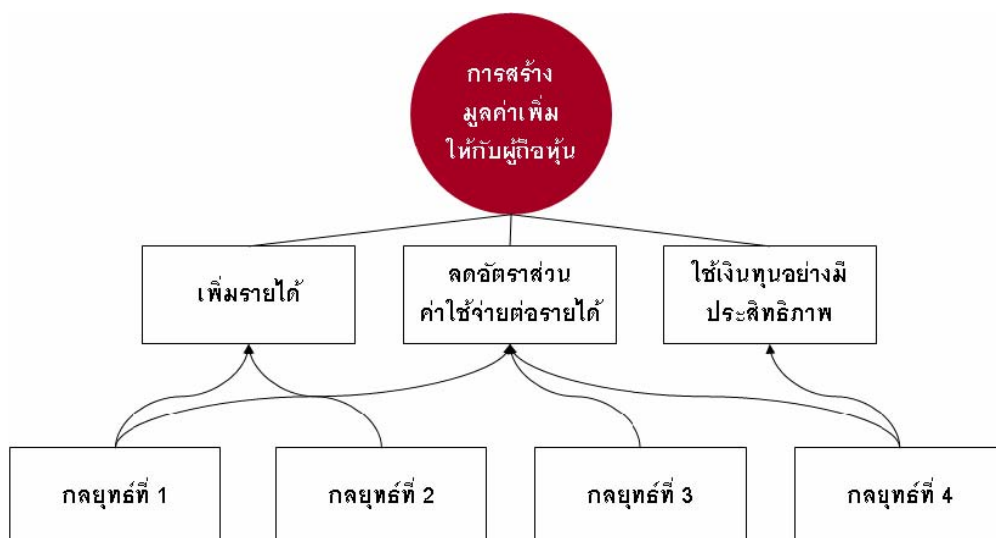 การสร้าง
มูลค่าเพิ่ม
ให้กับผู้ถือหุ้น
เพิ่มรายได้
ลดอัตราส่วน
ค่าใช้จ่ายต่อรายได้
ใช้เงินทุนอย่างมี
ประสิทธิภาพ
กลยุทธ์ที่ 1
กลยุทธ์ที่ 2
กลยุทธ์ที่ 3
กลยุทธ์ที่ 4